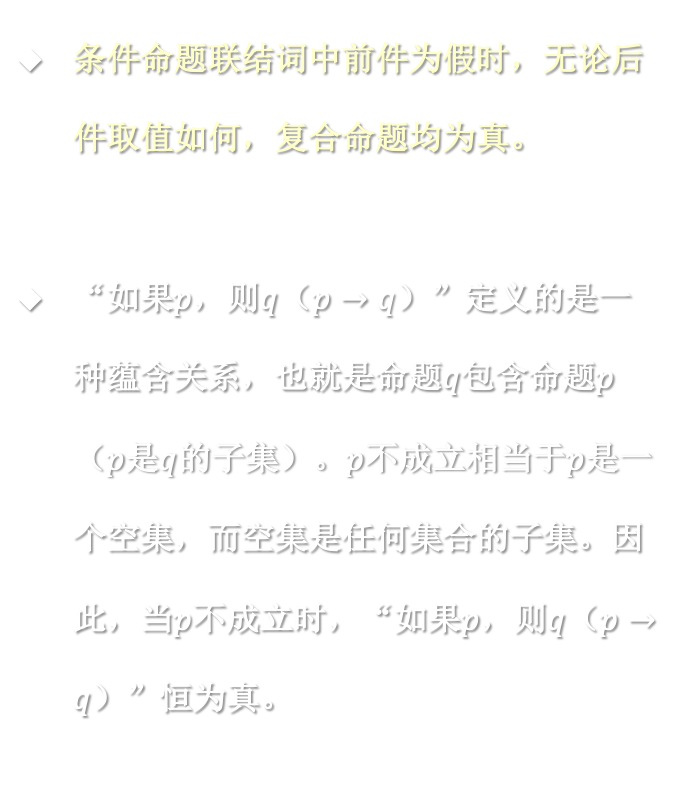 ◆ 条件命题联结词中前件为假时，无论后
件取值如何，复合命题均为真。
◆ “如果p，则q（p → q）”定义的是一
种蕴含关系，也就是命题q包含命题p
（p是q的子集）。p不成立相当于p是一
个空集，而空集是任何集合的子集。因
此，当p不成立时，“如果p，则q（p →
q）”恒为真。